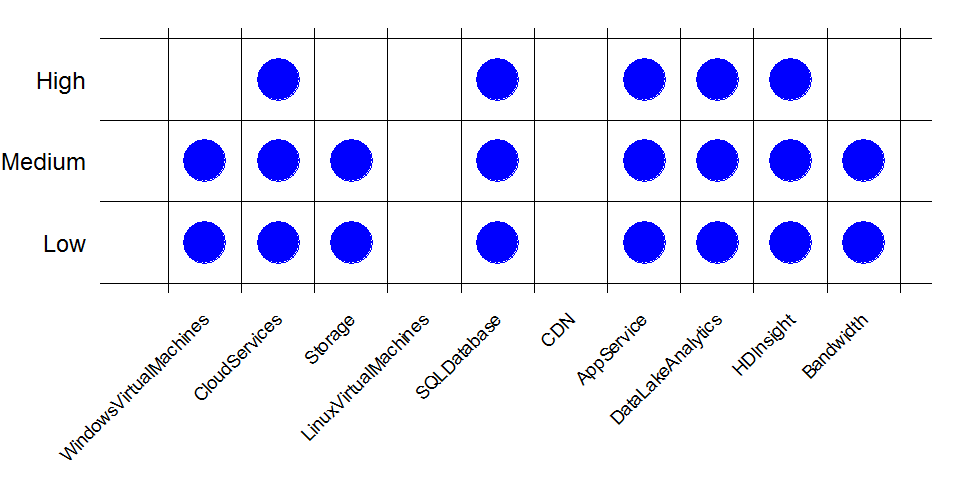 High
Medium
Low
WindowsVirtualMachines
CloudServices
Storage
LinuxVirtualMachines
SQLDatabase
CDN
AppService
DataLakeAnalytics
HDInsight
Bandwidth